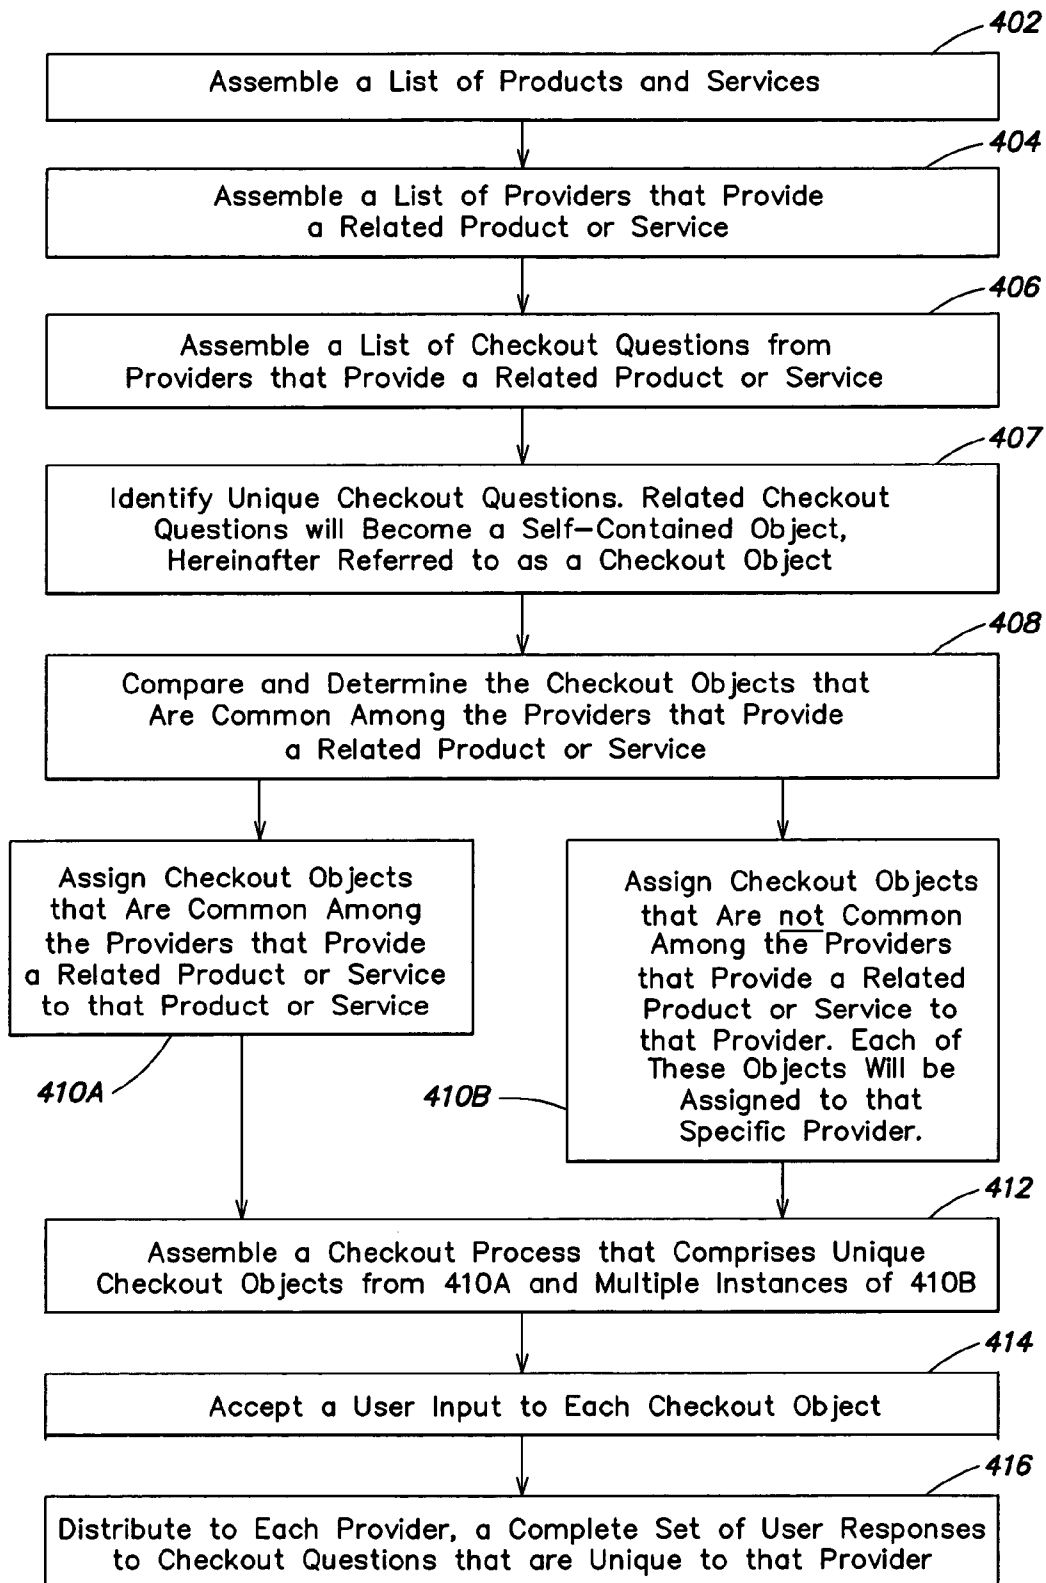 402
Assemble a List of Products and Services
404
Assemble a List of Providers that Provide
a Related Product or Service
406
Assemble a List of Checkout Questions from
Providers that Provide a Related Product or Service
407
Identify Unique Checkout Questions. Related Checkout
Questions will Become a Self-Contained Object,
Hereinafter Referred to as a Checkout Object
408
Compare and Determine the Checkout Objects that
Are Common Among the Providers that Provide
a Related Product or Service
Assign Checkout Objects
that Are Common Among
the Providers that Provide
a Related Product or Service
to that Product or Service
410A
Assign Checkout Objects
that Are not Common
Among the Providers
that Provide a Related
Product or Service to
that Provider. Each of
These Objects Will be
Assigned to that
Specific Provider.
410B
412
Assemble a Checkout Process that Comprises Unique
Checkout Objects from 410A and Multiple Instances of 410B
414
Accept a User Input to Each Checkout Object
416
Distribute to Each Provider, a Complete Set of User Responses
to Checkout Questions that are Unique to that Provider